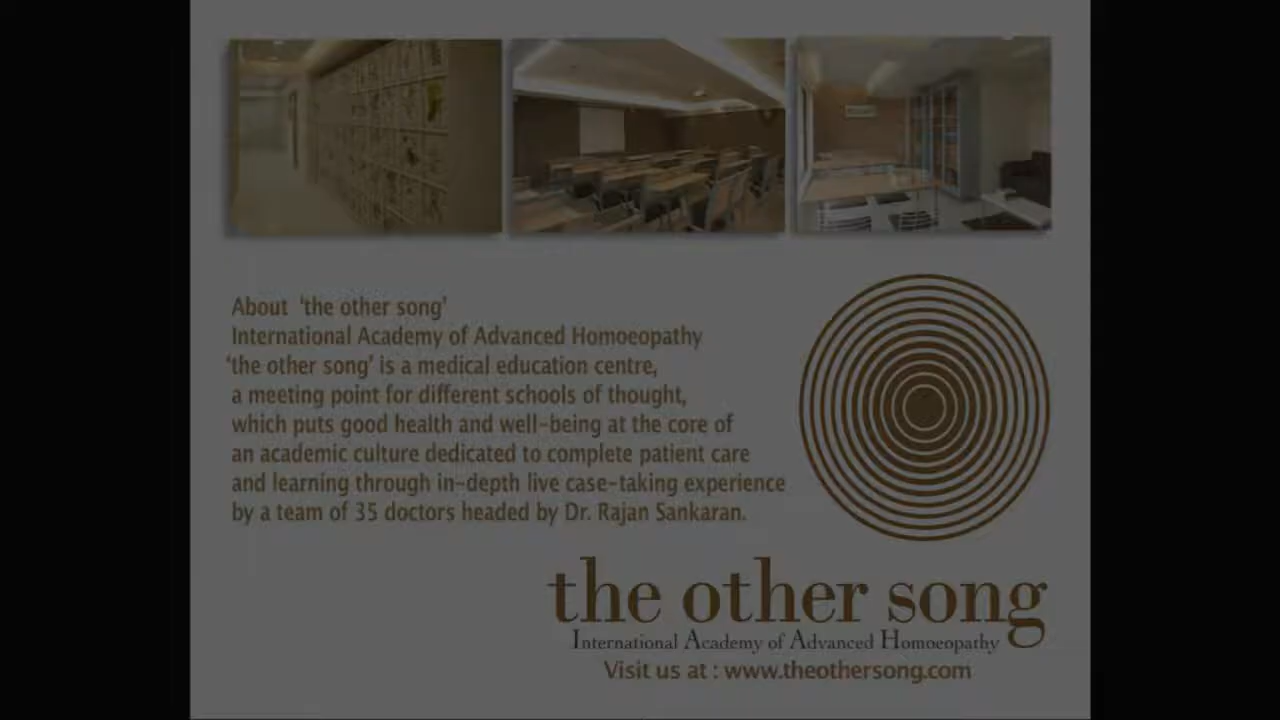 About 'the other song'
International Academy of Advanced Homoeopathy
'the other song' is a medical education centre,
a meeting point for different schools of thought,
which puts good health and well-being at the core of
an academic culture dedicated to complete patient care
and learning through in-depth live case-taking experience
by a team of 35 doctors headed by Dr. Rajan Sankaran.
the other song
International Academy of Advanced Homoeopathy
Visit us at : www.theothersong.com